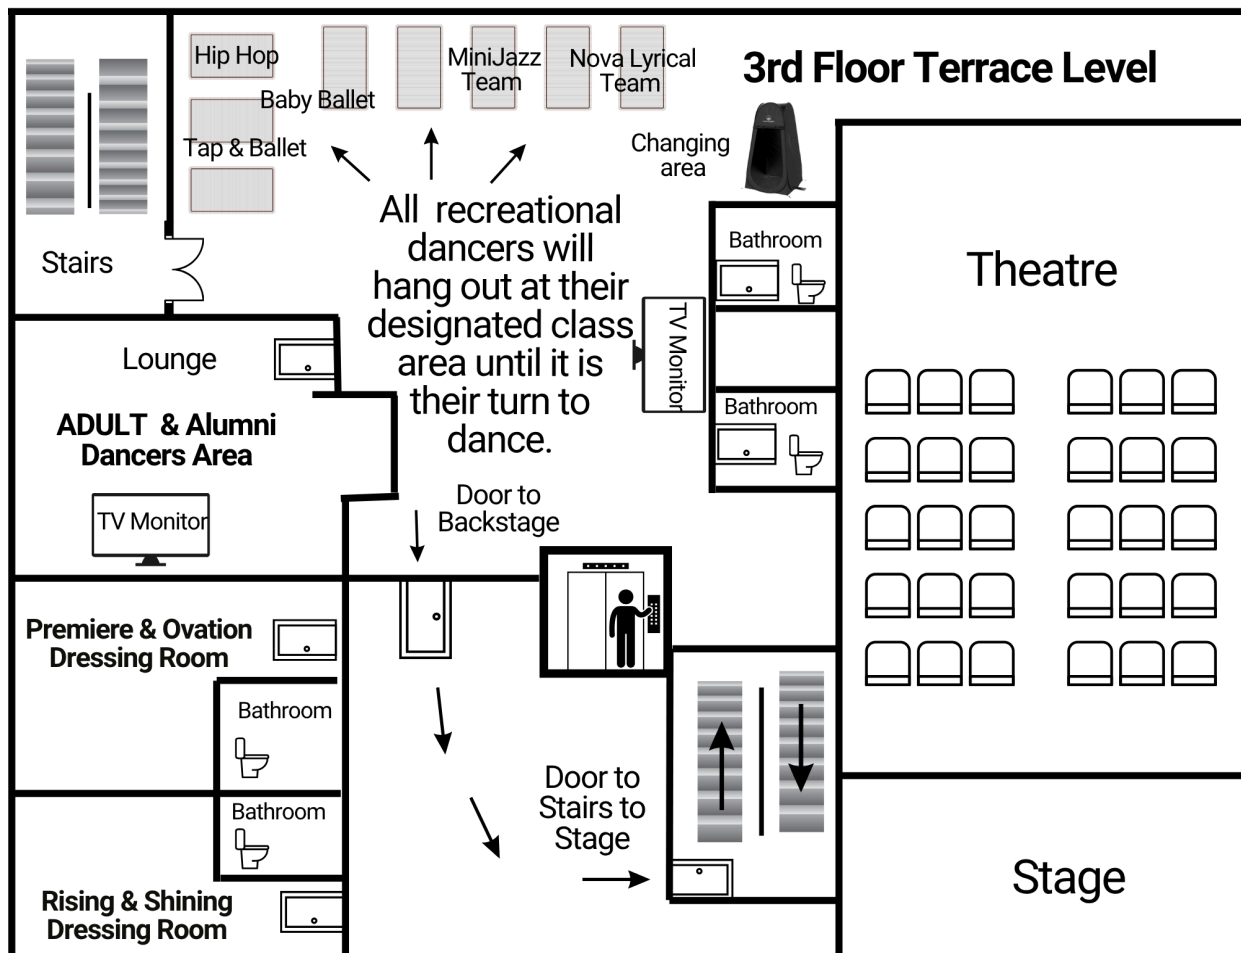 3rd Floor Terrace Level
Hip Hop
Baby Ballet
Tap & Ballet
MiniJazz
Team
Nova Lyrical
Team
Changing
area
Stairs
All recreational
dancers will
hang out at their
designated class
area until it is
their turn to
dance.
Bathroom
Theatre
TV Monitor
Bathroom
Lounge
ADULT & Alumni
Dancers Area
TV Monitor
Door to
Backstage
Premiere & Ovation
Dressing Room
Bathroom
Bathroom
Rising & Shining
Dressing Room
Door to
Stairs to
Stage
Stage